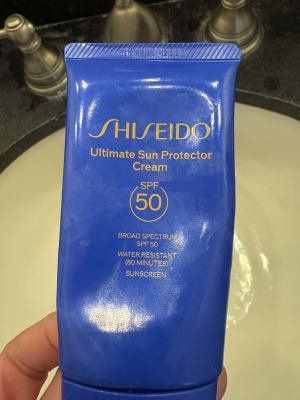 SHISEIDO
Ultimate Sun Protector
Cream
SPF
50
BROAD SPECTRUM
SPF 50
WATER RESISTANT
(80 MINUTES)
SUNSCREEN